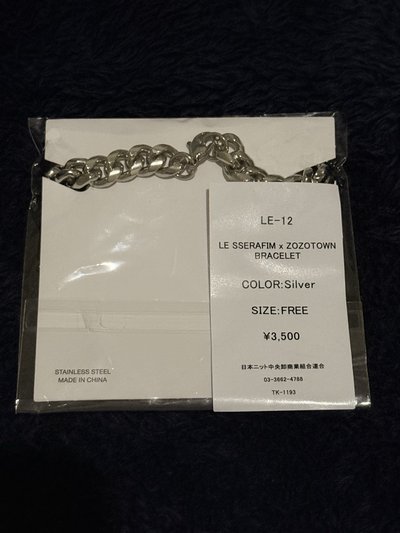 LE-12
LE SSERAFIM x ZOZOTOWN
BRACELET
COLOR:Silver
SIZE:FREE
¥3,500
日本ニット中央卸商業組合連合
03-3662-4788
TK-1193
STAINLESS STEEL
MADE IN CHINA